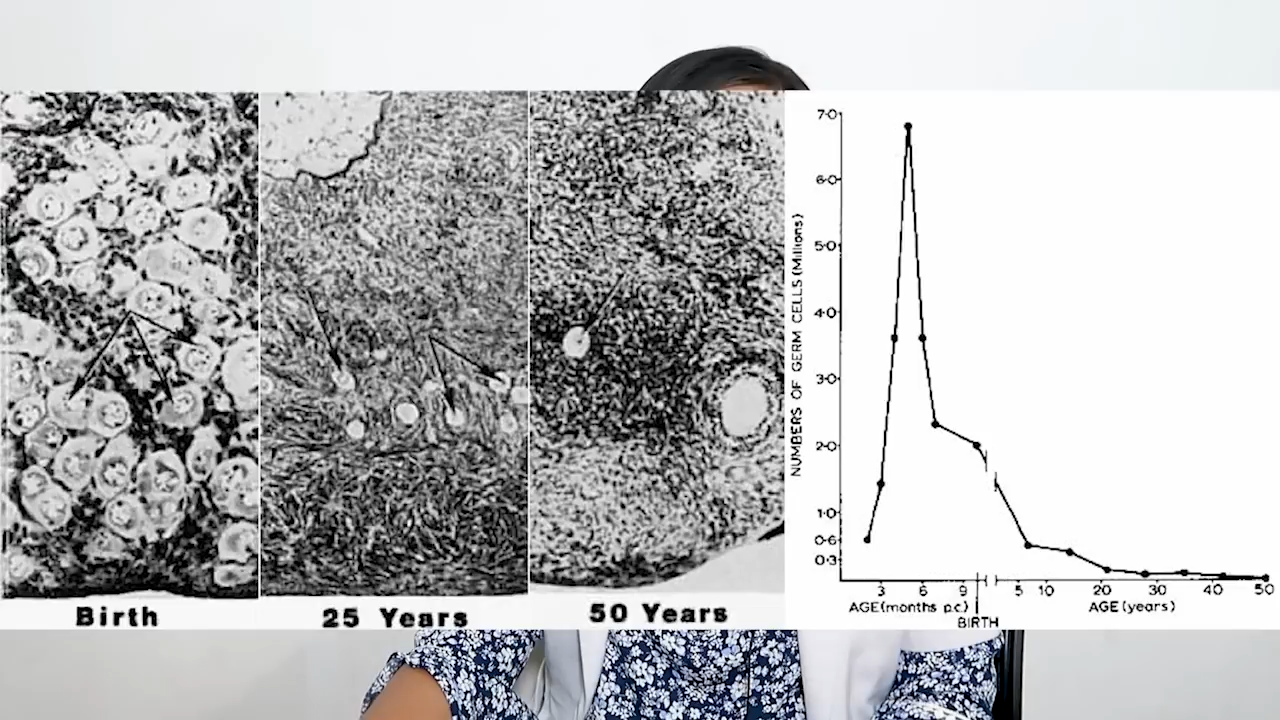 Birth
25 Years
50 Years
NUMBERS OF GERM CELLS (Millions)
7·0
6·0
5·0
4·0
3·0
2·0
1·0
0·6
0·3
3 6 9 5 10 20 30 40 50
AGE (months p.c.) AGE (years)
BIRTH